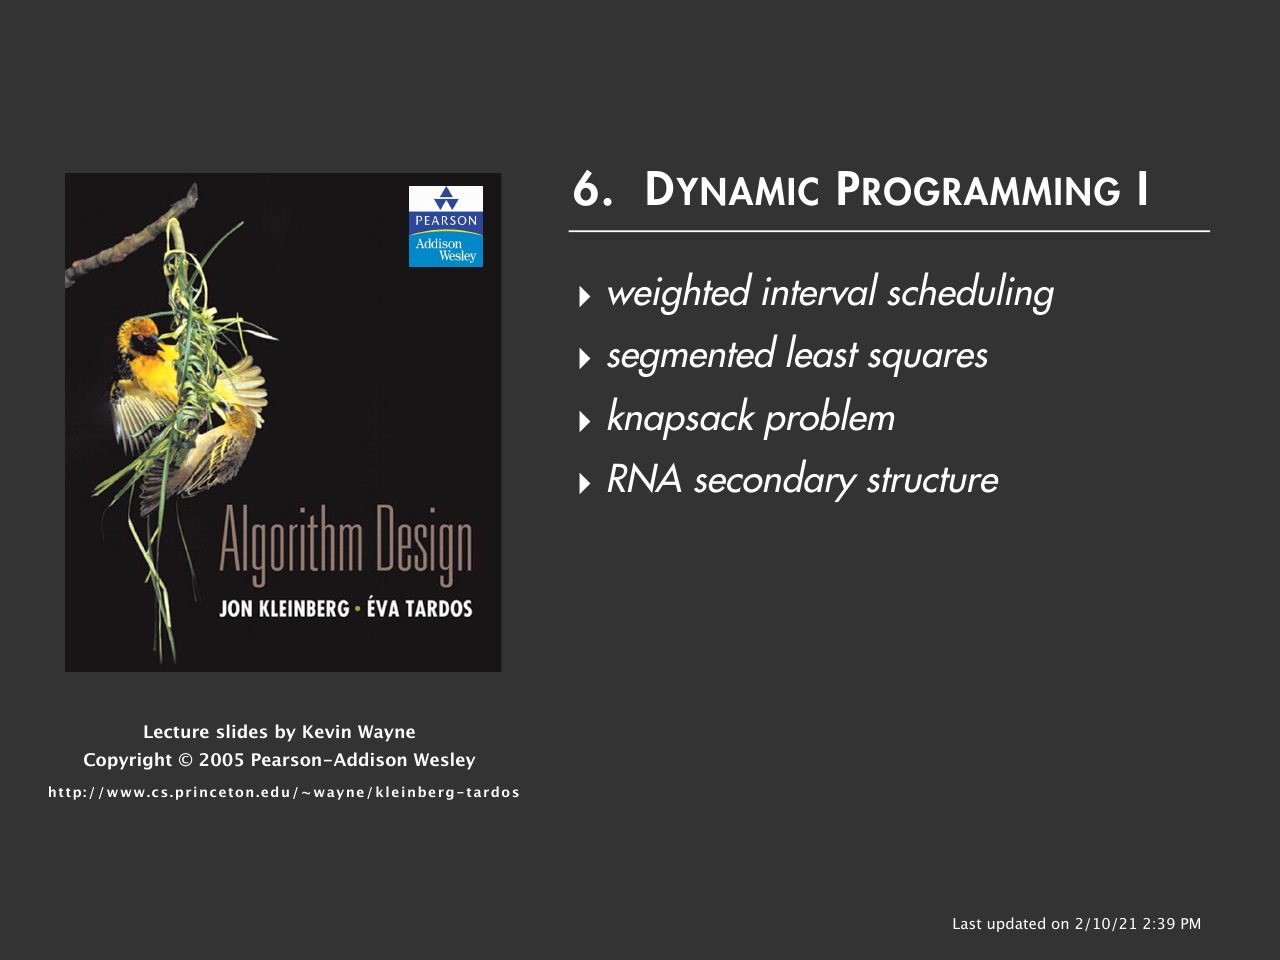 6. DYNAMIC PROGRAMMING I
▸ weighted interval scheduling
▸ segmented least squares
▸ knapsack problem
▸ RNA secondary structure
PEARSON
Addison
Wesley
Algorithm Design
JON KLEINBERG • ÉVA TARDOS
Lecture slides by Kevin Wayne
Copyright © 2005 Pearson-Addison Wesley
http://www.cs.princeton.edu/~wayne/kleinberg-tardos
Last updated on 2/10/21 2:39 PM